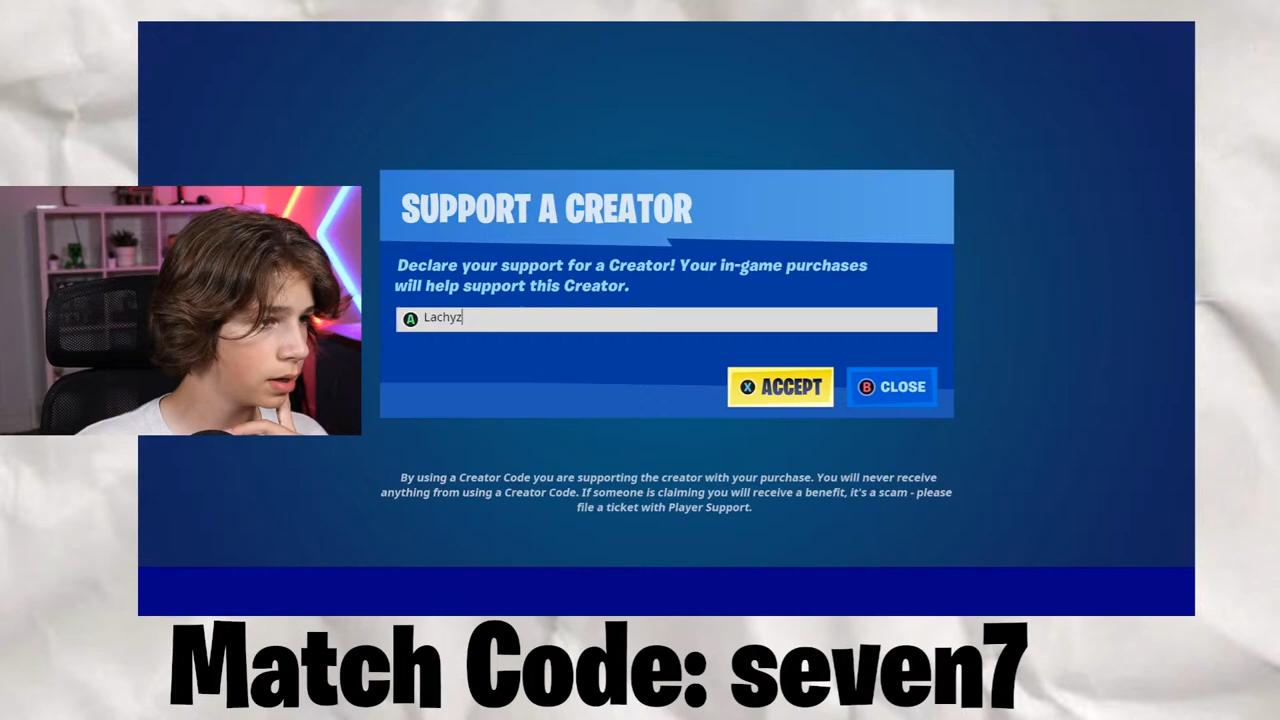 SUPPORT A CREATOR
Declare your support for a Creator! Your in-game purchases
will help support this Creator.
A Lachyz
X ACCEPT B CLOSE
By using a Creator Code you are supporting the creator with your purchase. You will never receive
anything from using a Creator Code. If someone is claiming you will receive a benefit, it's a scam - please
file a ticket with Player Support.
Match Code: seven7